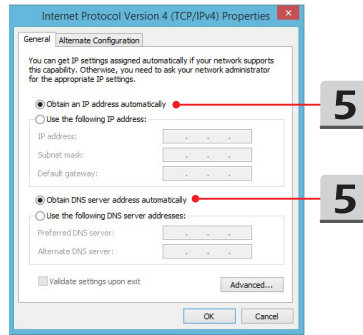 Internet Protocol Version 4 (TCP/IPv4) Properties
General
Alternate Configuration
You can get IP settings assigned automatically if your network supports
this capability. Otherwise, you need to ask your network administrator
for the appropriate IP settings.
Obtain an IP address automatically
5
Use the following IP address:
IP address:
Subnet mask:
Default gateway:
Obtain DNS server address automatically
5
Use the following DNS server addresses:
Preferred DNS server:
Alternate DNS server:
Validate settings upon exit
Advanced...
OK
Cancel